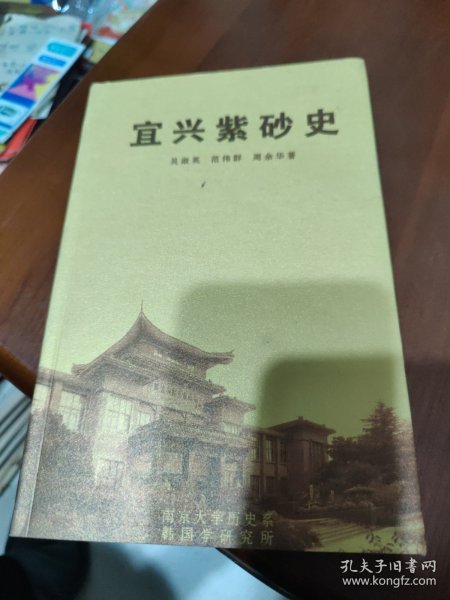 宜兴紫砂史
吴淑英 范伟群 周余华著
南京大学历史系
韩国学研究所
孔夫子旧书网
www.kongfz.com